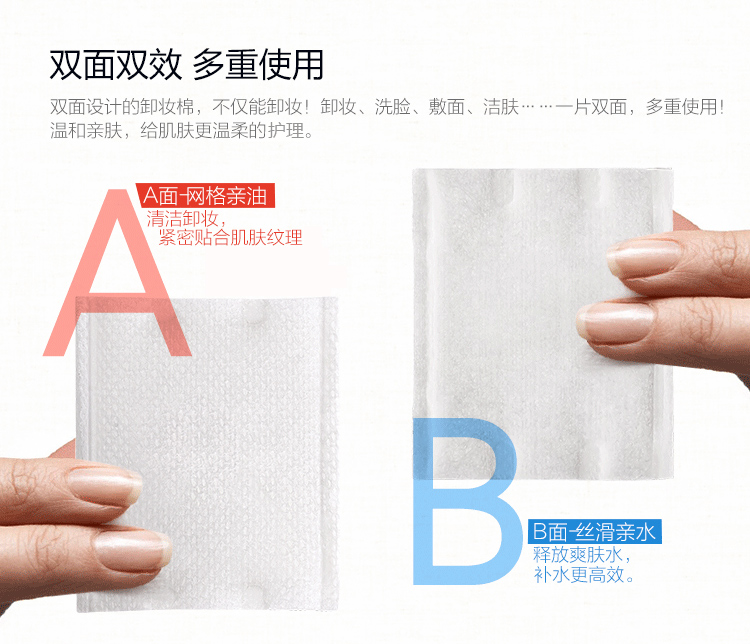 双面双效 多重使用
双面设计的卸妆棉，不仅能卸妆！卸妆、洗脸、敷面、洁肤……一片双面，多重使用！
温和亲肤，给肌肤更温柔的护理。
A
A面-网格亲油
清洁卸妆，
紧密贴合肌肤纹理
B
B面-丝滑亲水
释放爽肤水，
补水更高效。